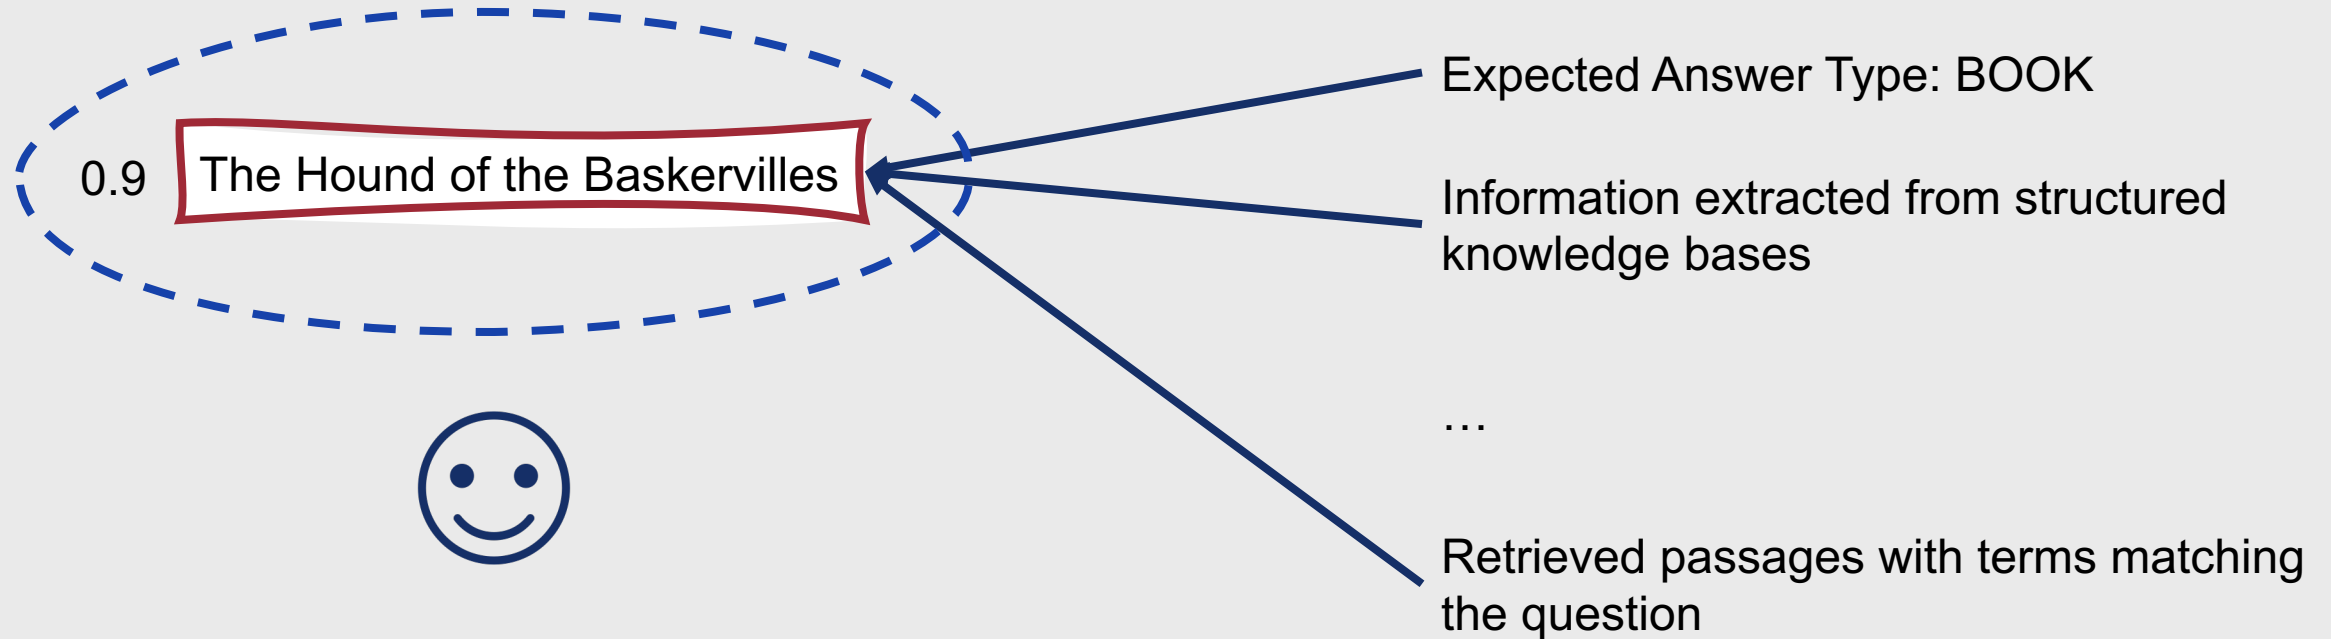 0.9
The Hound of the Baskervilles
Expected Answer Type: BOOK
Information extracted from structured
knowledge bases
…
Retrieved passages with terms matching
the question